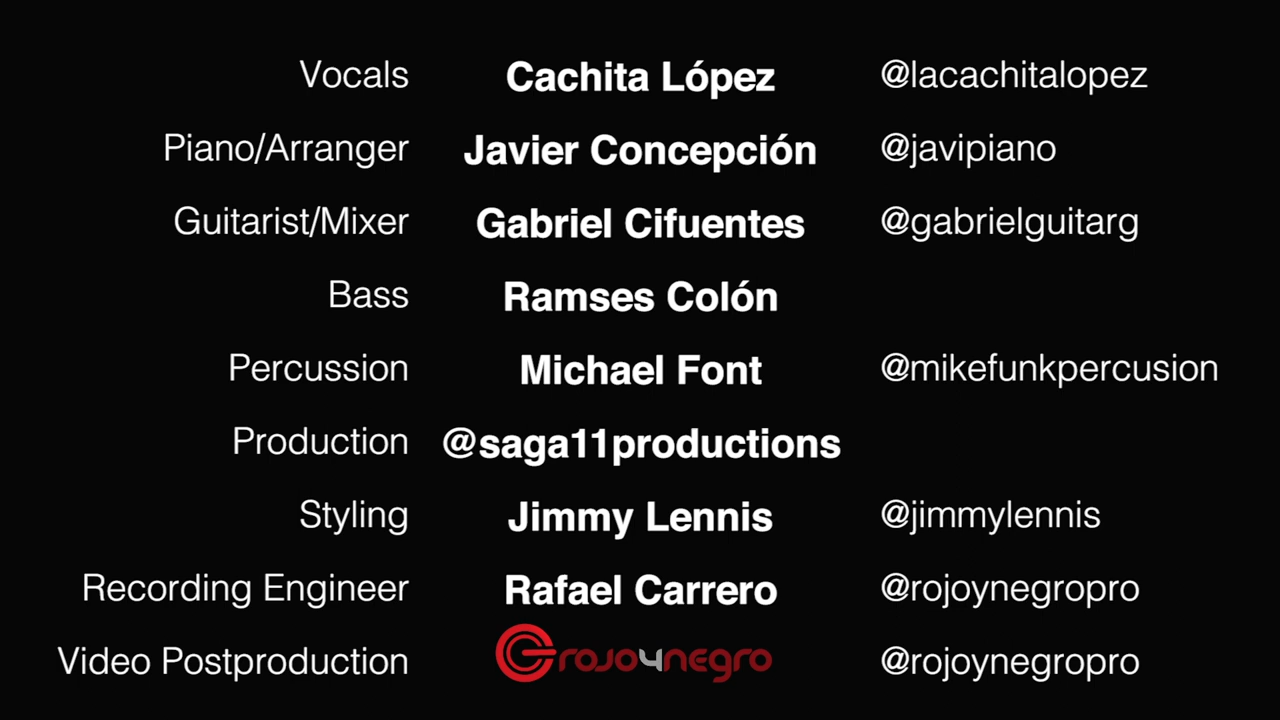 Vocals Cachita López @lacachitalopez
Piano/Arranger Javier Concepción @javipiano
Guitarist/Mixer Gabriel Cifuentes @gabrielguitarg
Bass Ramses Colón
Percussion Michael Font @mikefunkpercusion
Production @saga11productions
Styling Jimmy Lennis @jimmylennis
Recording Engineer Rafael Carrero @rojoynegropro
Video Postproduction rojoynegro @rojoynegropro